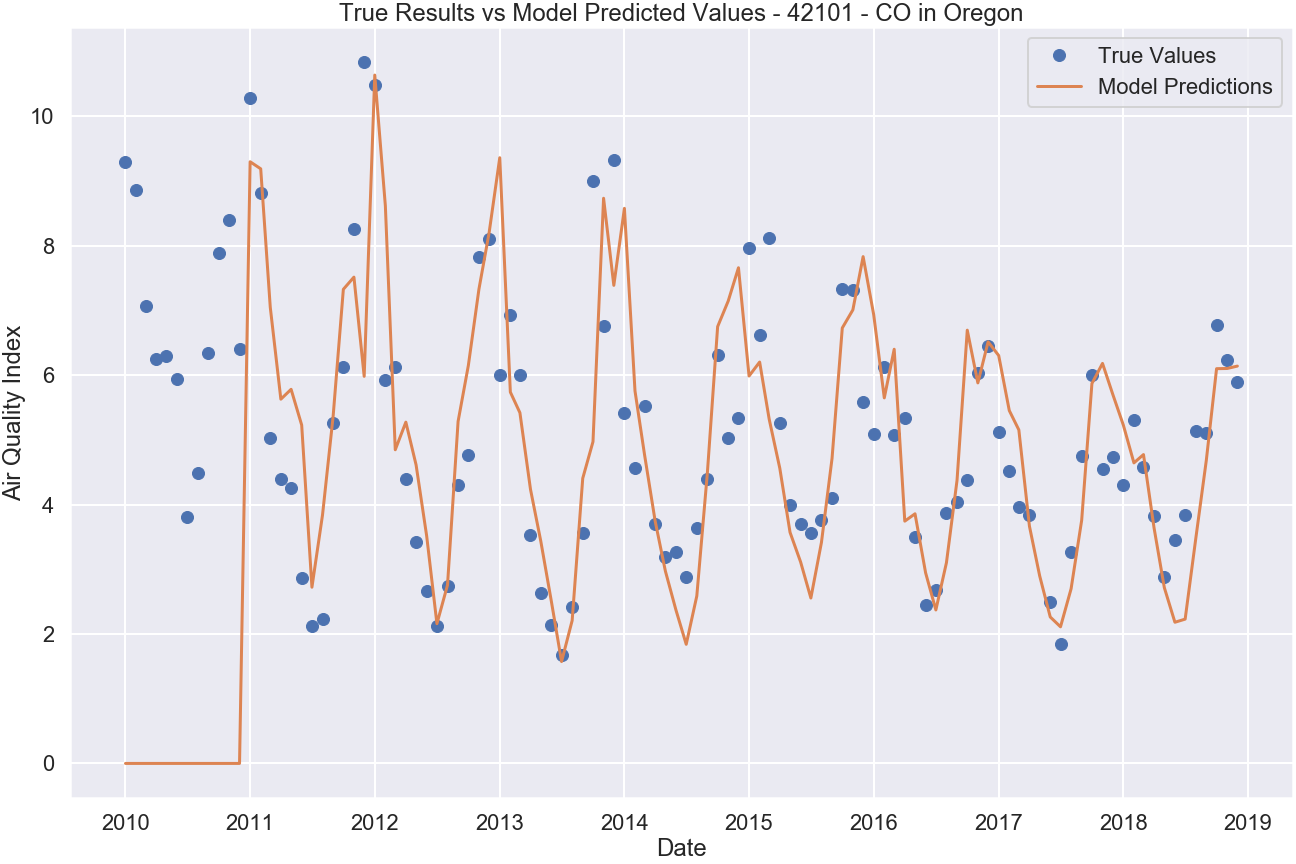 True Results vs Model Predicted Values - 42101 - CO in Oregon
True Values
Model Predictions
Air Quality Index
10
8
6
4
2
0
2010 2011 2012 2013 2014 2015 2016 2017 2018 2019
Date